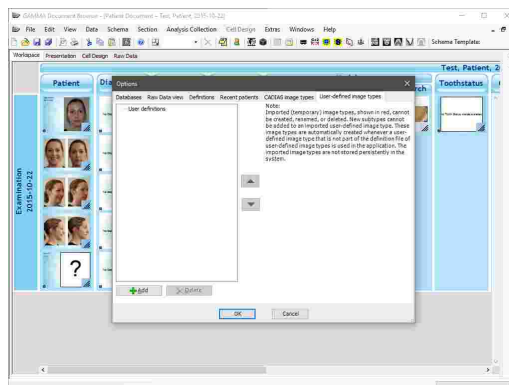 GAMMA Document Browser - [Patient Document - Test, Patient, 2015-10-22]
File Edit View Data Section Analysis Collection Cell Design Extras Windows Help
Schema Template:
Workspace Presentation Cell Design Raw Data
Test, Patient, 2
Patient
Toothstatus
Examination
2015-10-22
Options
Databases Raw Data view Definitions Recent patients CADIAS image types User-defined image types
User definitions
Note:
Imported (temporary) image types, shown in red, cannot
be created, renamed, or deleted. New subtypes cannot
be added to an imported user-defined image type. These
image types are automatically created whenever a user-
defined image type that is not part of the definition file of
user-defined image types is used in the application. The
imported image types are not stored persistently in the
system.
?
Add Delete
OK Cancel